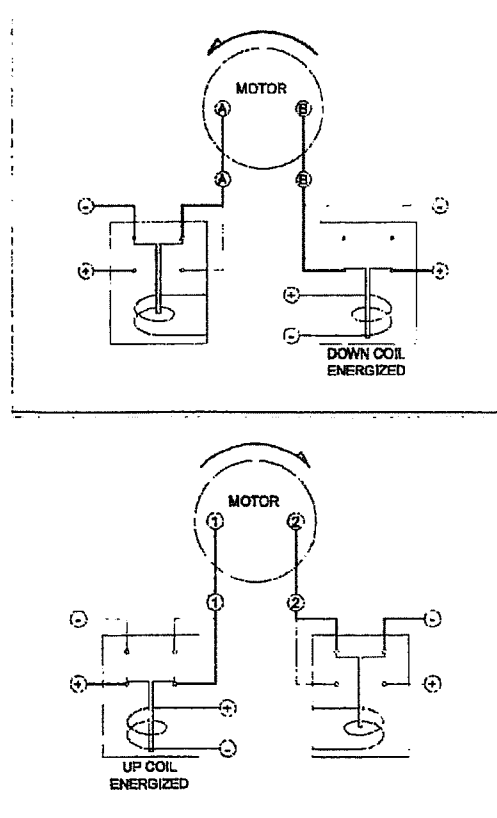 MOTOR
A B
A B
- -
+ +
+
-
DOWN COIL
ENERGIZED
MOTOR
1 2
1 2
- -
+ +
+
-
UP COIL
ENERGIZED